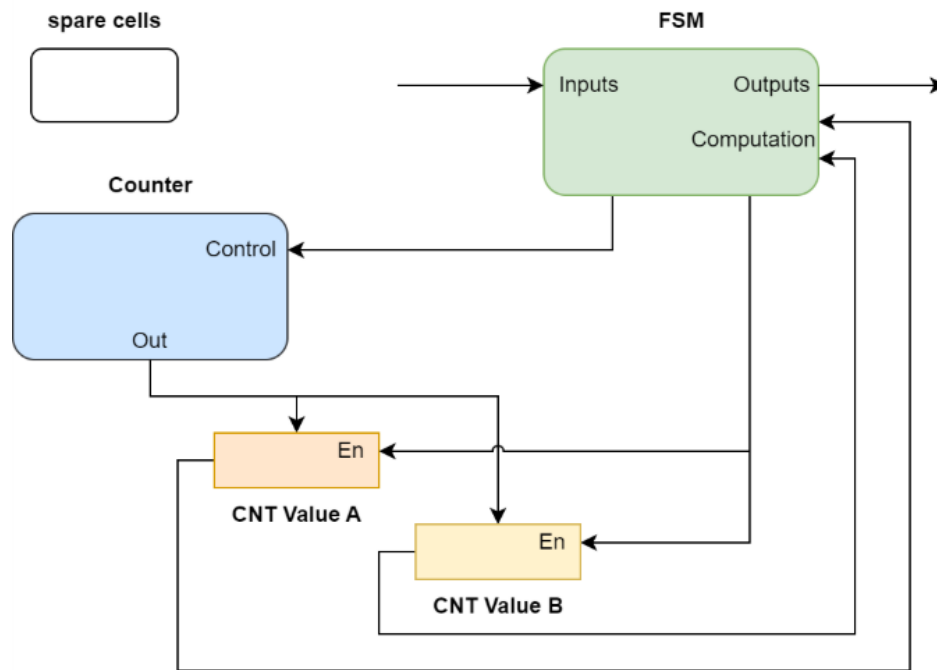 spare cells
FSM
Inputs
Outputs
Computation
Counter
Control
Out
En
CNT Value A
En
CNT Value B